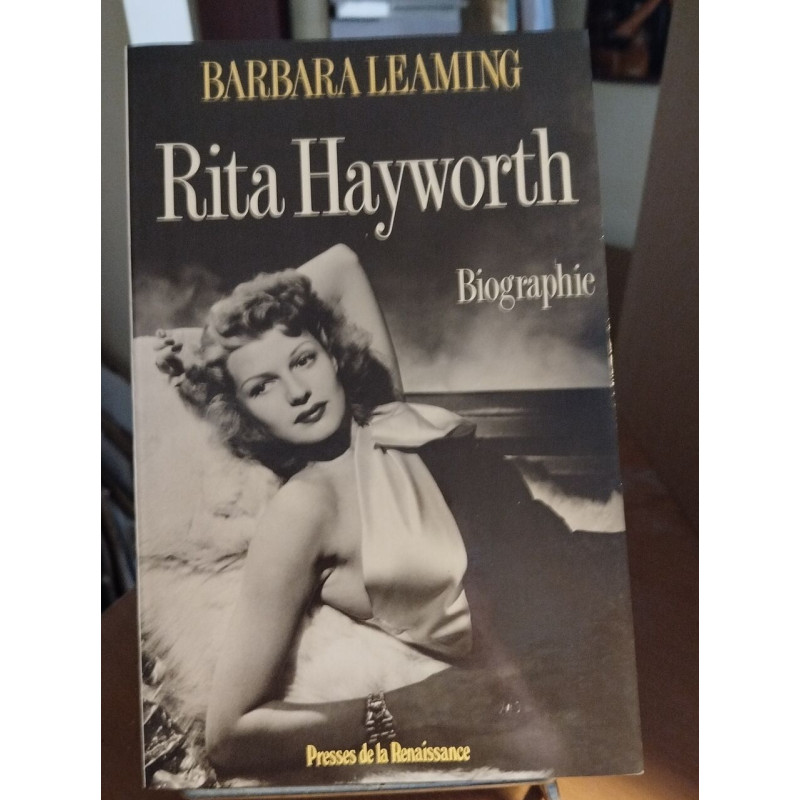 BARBARA LEAMING
Rita Hayworth
Biographie
Presses de la Renaissance